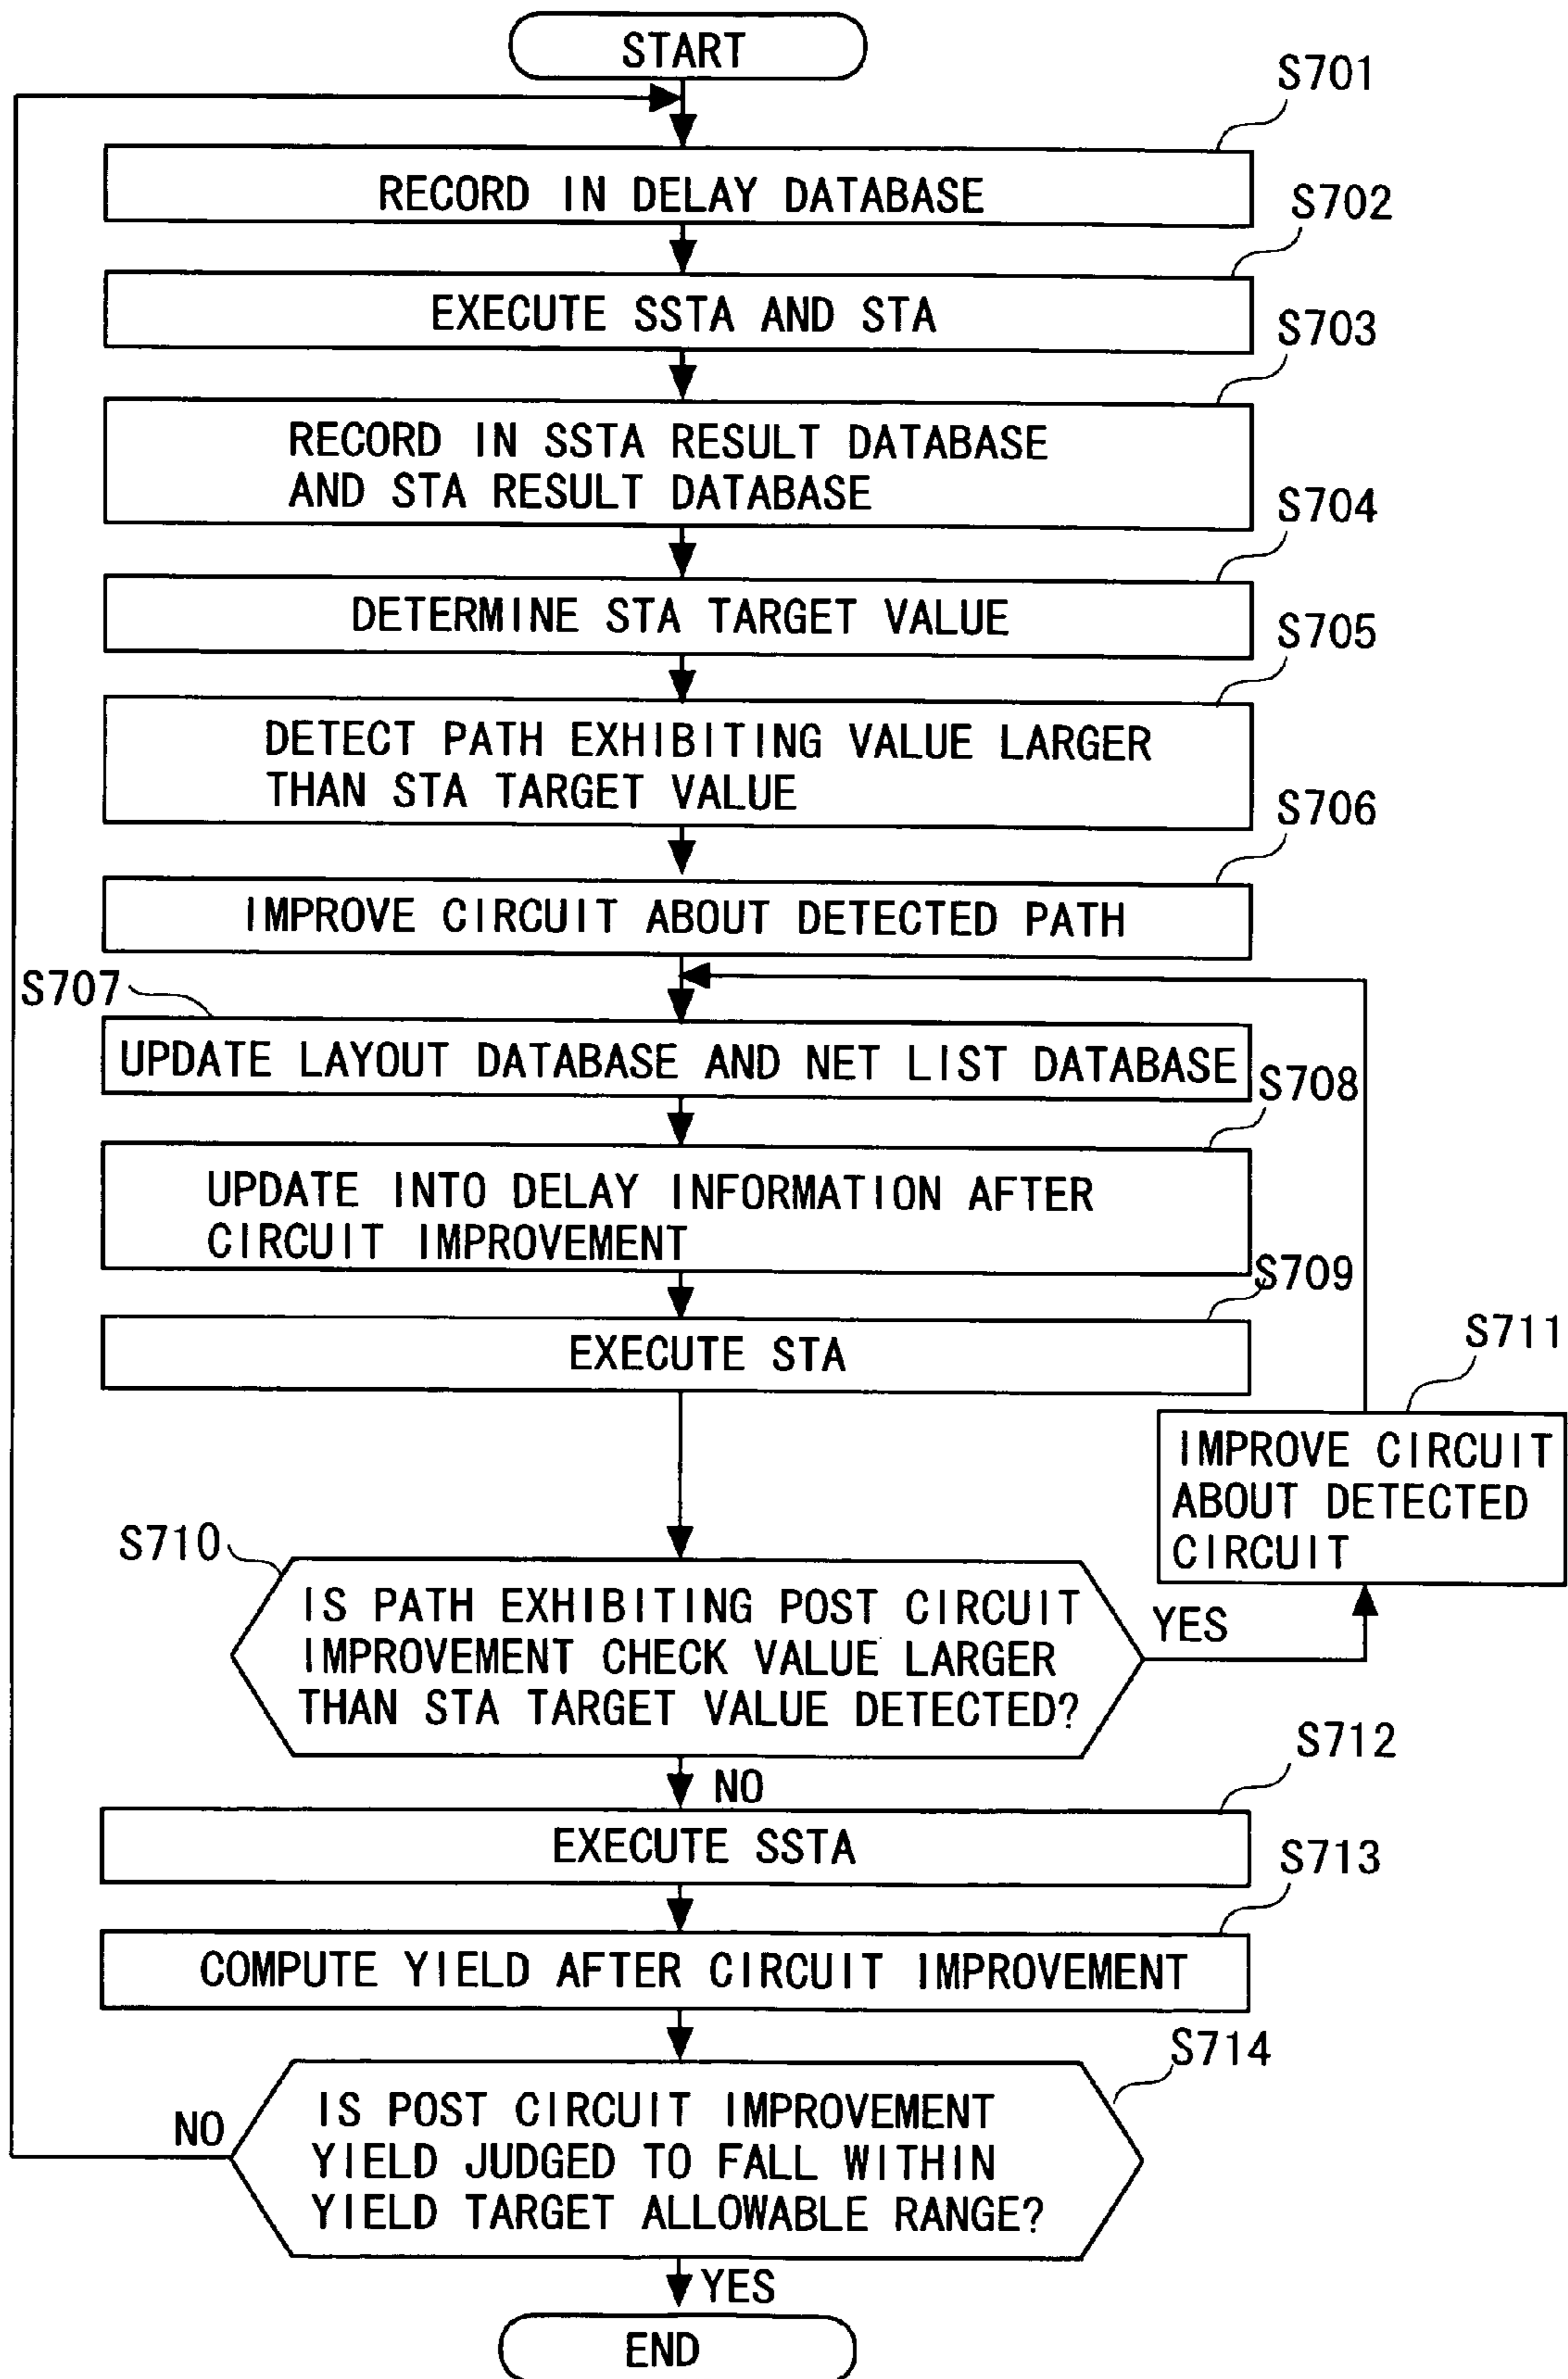 START
S701
RECORD IN DELAY DATABASE
S702
EXECUTE SSTA AND STA
S703
RECORD IN SSTA RESULT DATABASE
AND STA RESULT DATABASE
S704
DETERMINE STA TARGET VALUE
S705
DETECT PATH EXHIBITING VALUE LARGER
THAN STA TARGET VALUE
S706
IMPROVE CIRCUIT ABOUT DETECTED PATH
S707
UPDATE LAYOUT DATABASE AND NET LIST DATABASE
S708
UPDATE INTO DELAY INFORMATION AFTER
CIRCUIT IMPROVEMENT
S709
EXECUTE STA
S711
IMPROVE CIRCUIT
ABOUT DETECTED
CIRCUIT
S710
IS PATH EXHIBITING POST CIRCUIT
IMPROVEMENT CHECK VALUE LARGER
THAN STA TARGET VALUE DETECTED?
YES
NO
S712
EXECUTE SSTA
S713
COMPUTE YIELD AFTER CIRCUIT IMPROVEMENT
S714
IS POST CIRCUIT IMPROVEMENT
YIELD JUDGED TO FALL WITHIN
YIELD TARGET ALLOWABLE RANGE?
NO
YES
END